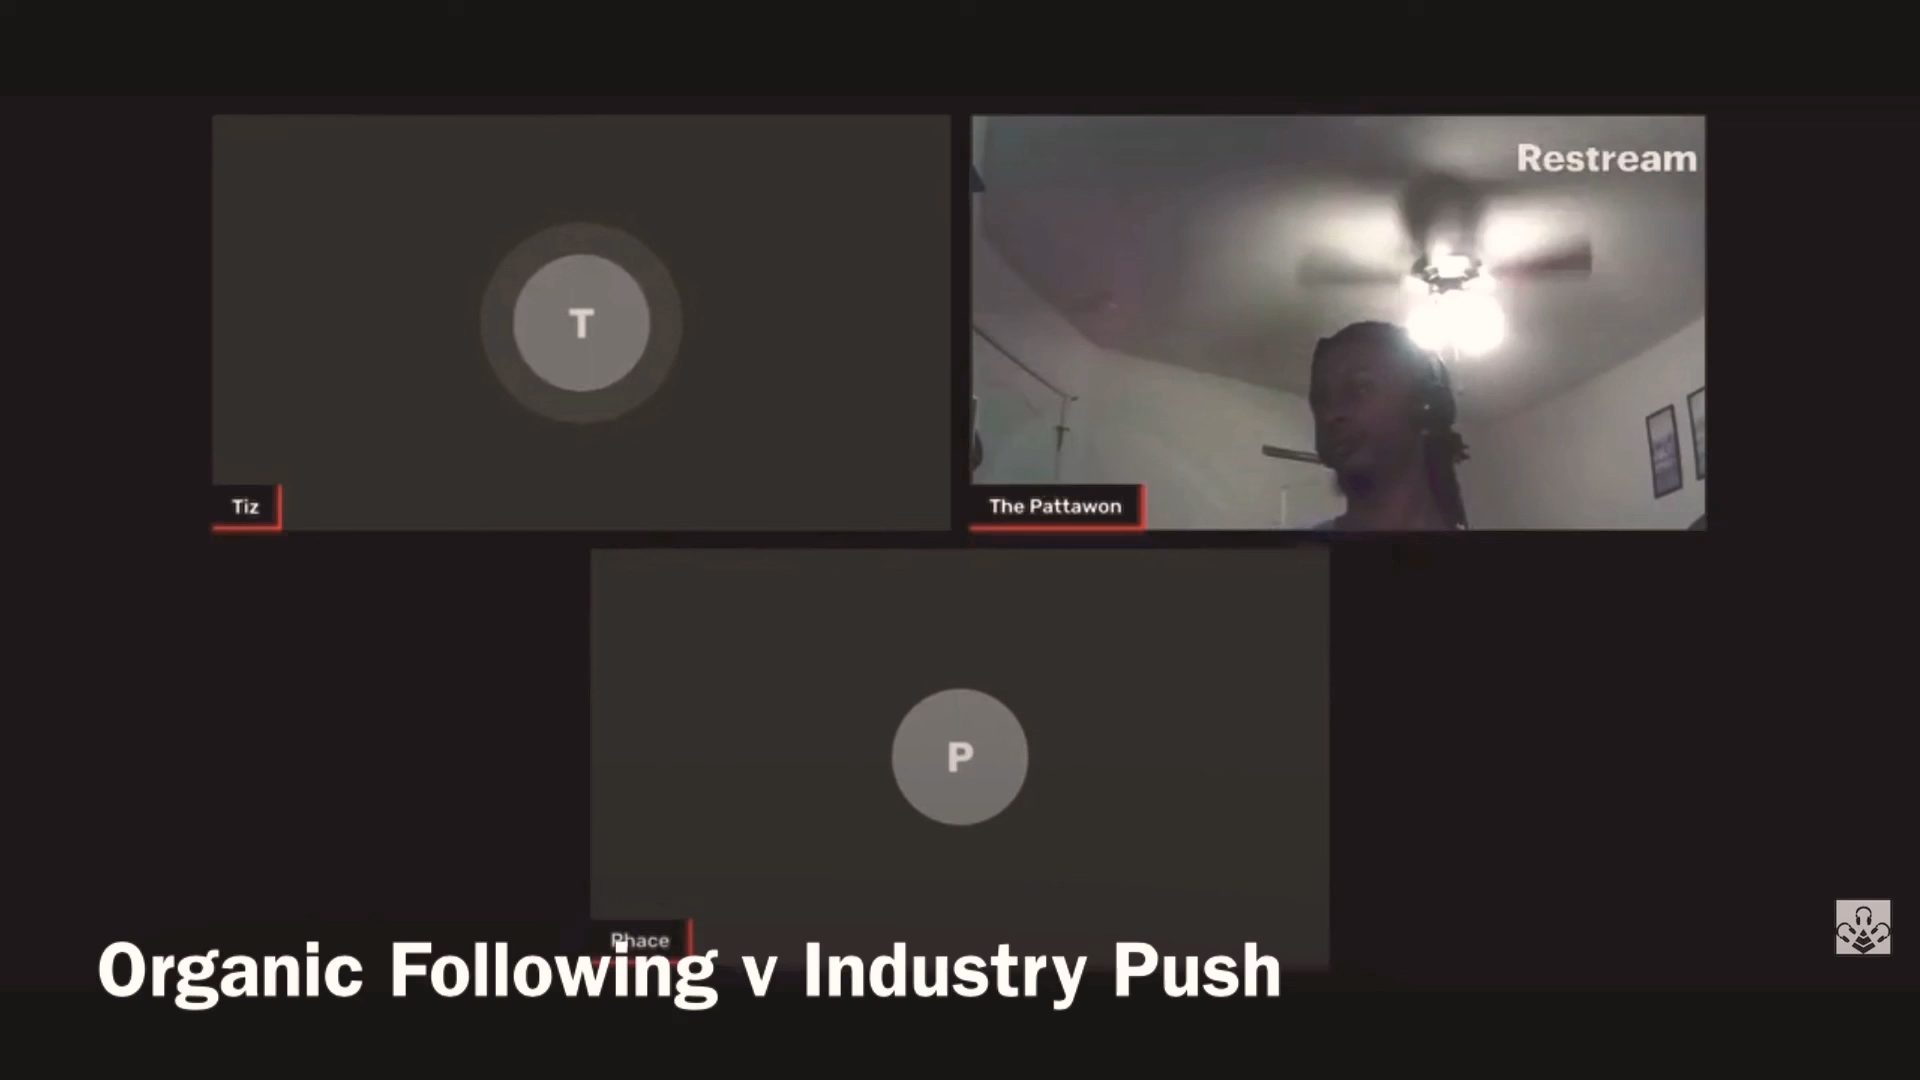 Restream
T
Tiz
The Pattawon
P
Phace
Organic Following v Industry Push